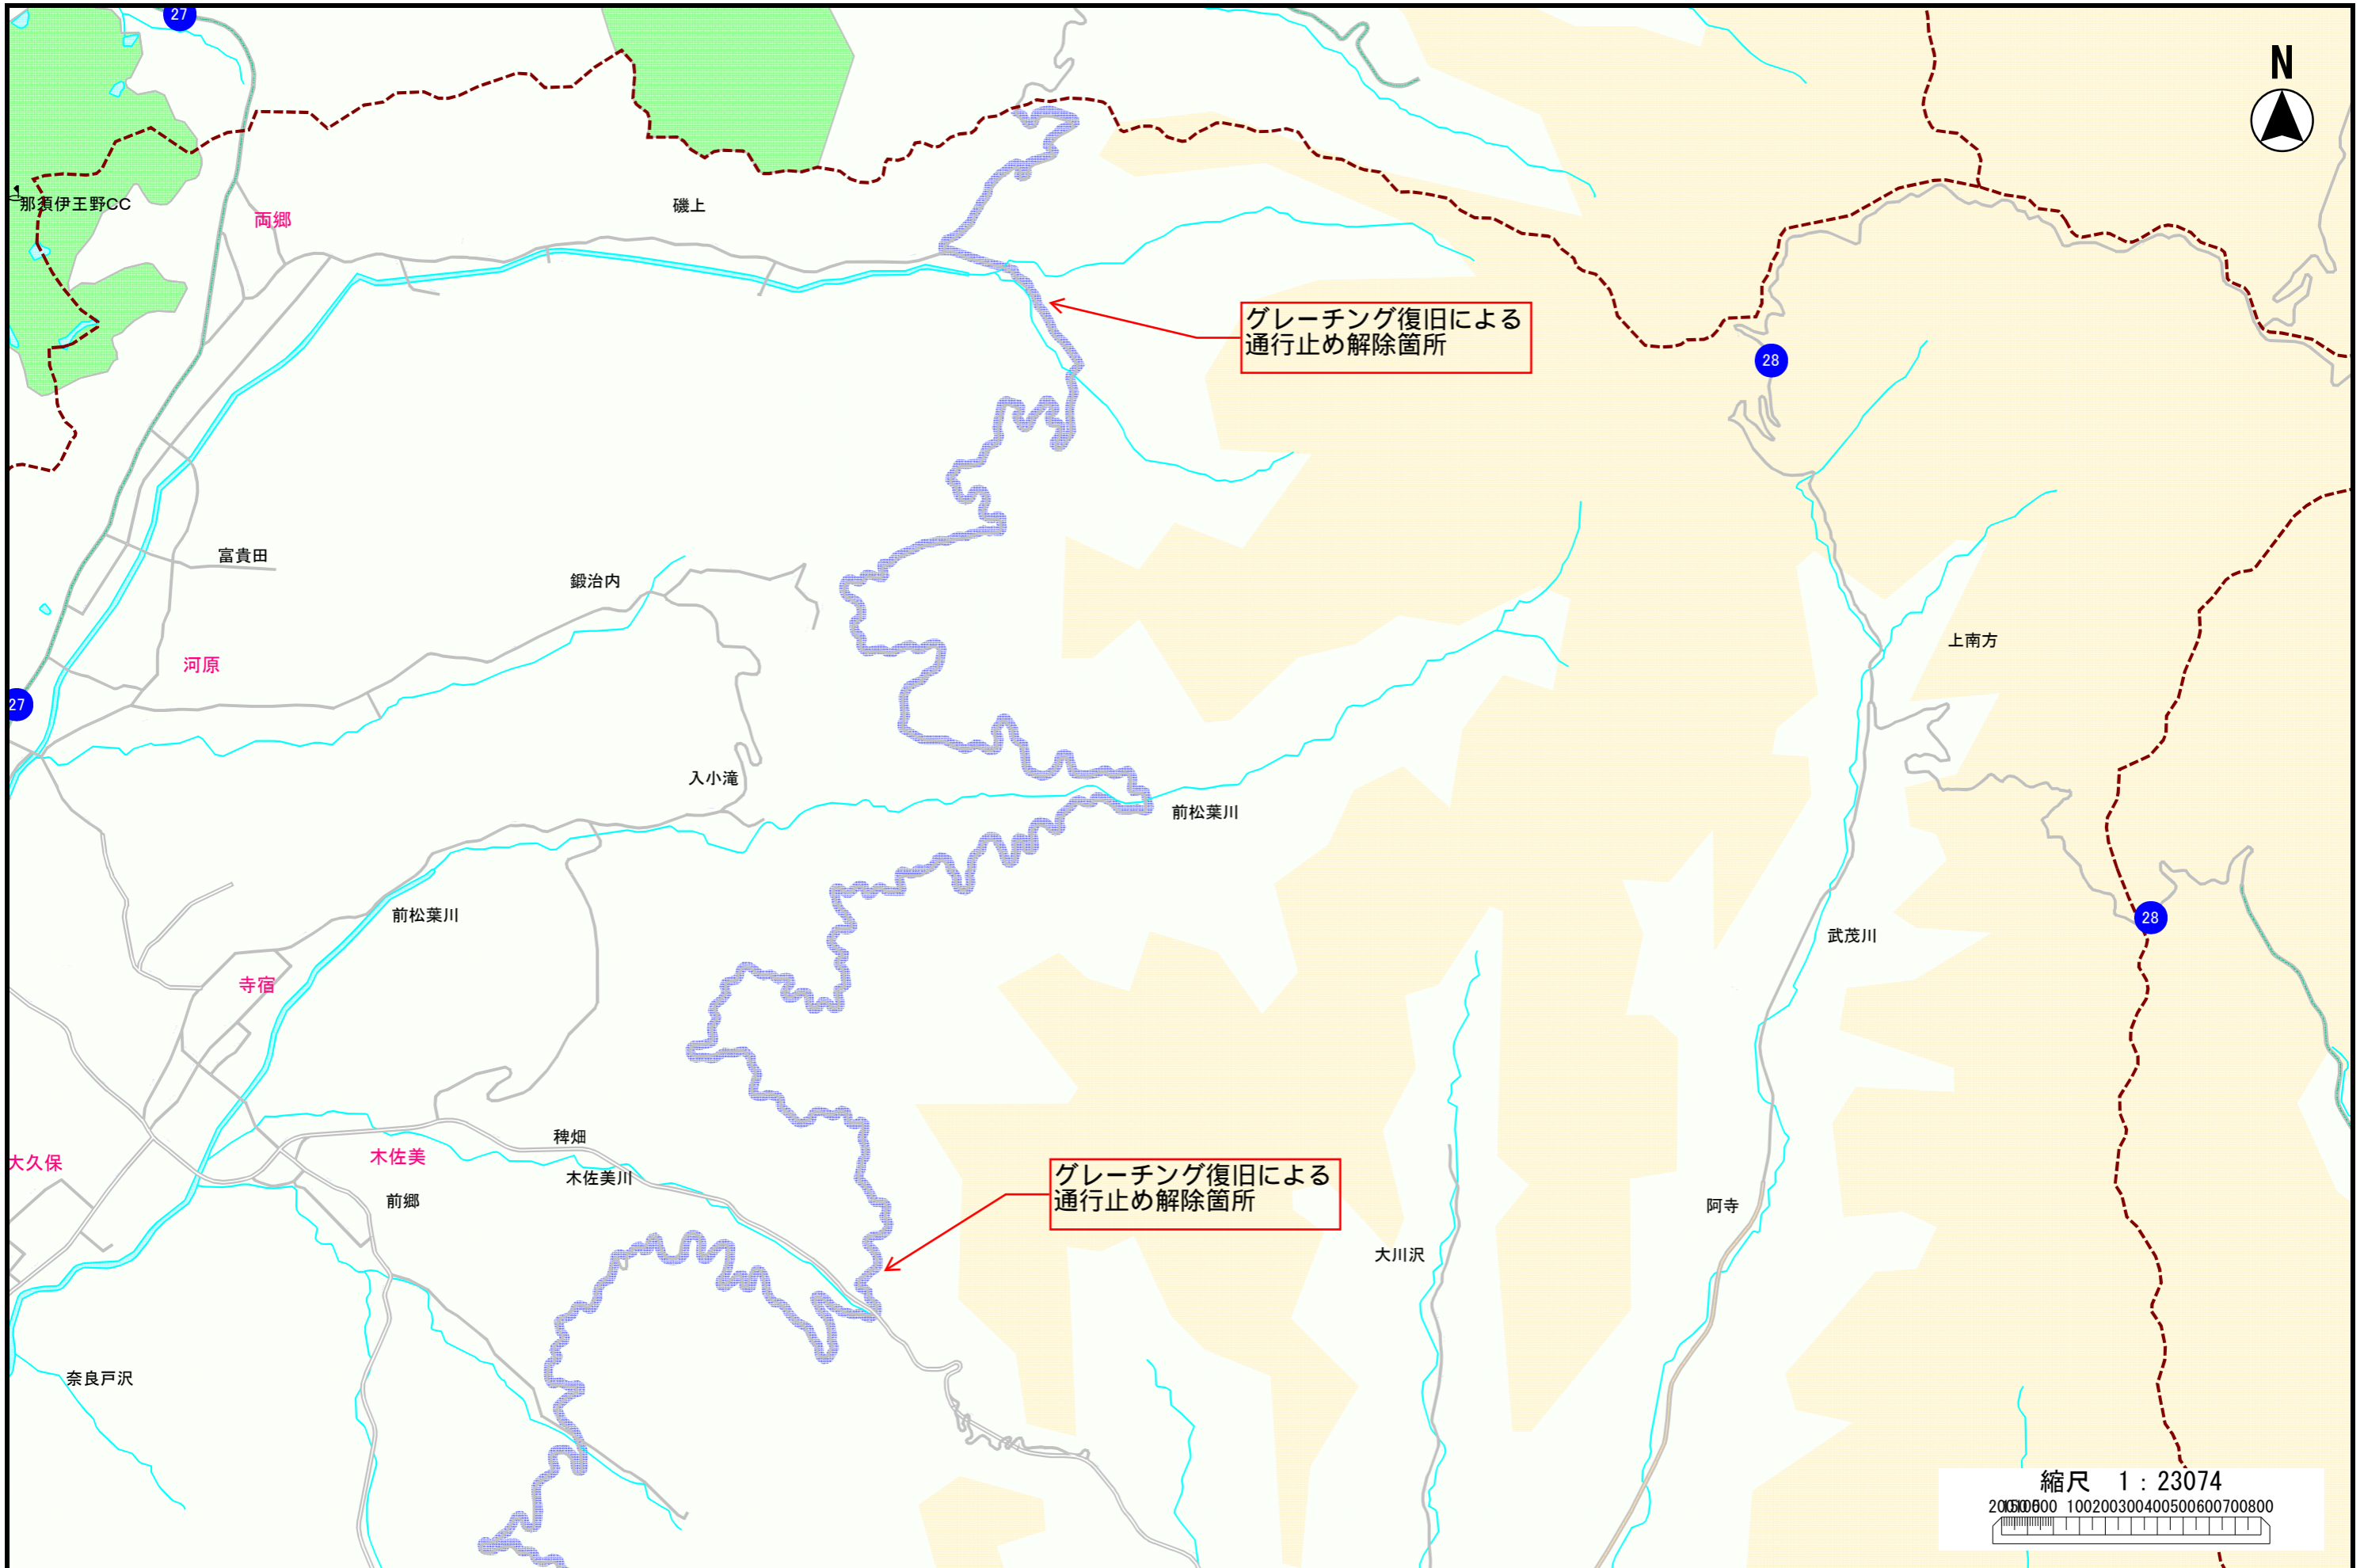 27
N
那須伊王野CC
両郷
磯上
グレーチング復旧による
通行止め解除箇所
28
富貴田
鍛治内
上南方
河原
27
入小滝
前松葉川
前松葉川
28
武茂川
寺宿
稗畑
大久保
木佐美
木佐美川
グレーチング復旧による
通行止め解除箇所
前郷
阿寺
大川沢
奈良戸沢
縮尺 1 : 23074
100200300400500600700800